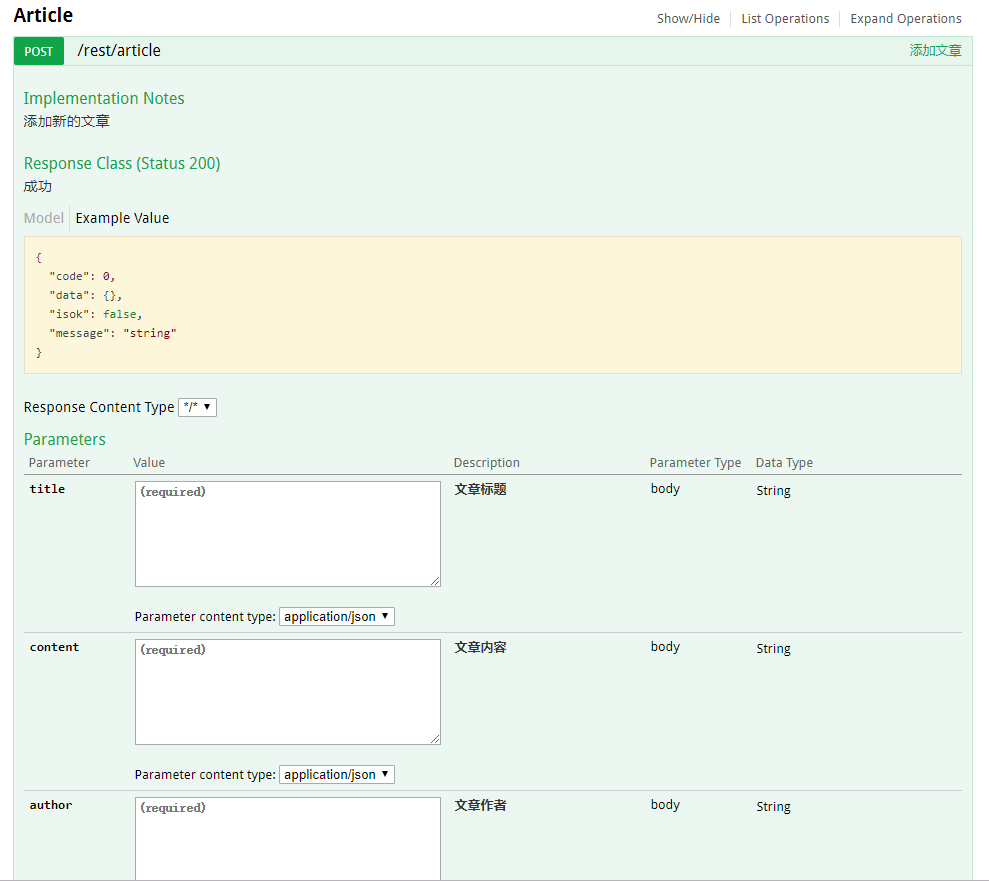 Article
Show/Hide List Operations Expand Operations
POST /rest/article 添加文章
Implementation Notes
添加新的文章
Response Class (Status 200)
成功
Model Example Value
{
"code": 0,
"data": {},
"isok": false,
"message": "string"
}
Response Content Type */*
Parameters
Parameter Value Description Parameter Type Data Type
title (required) 文章标题 body String
Parameter content type: application/json
content (required) 文章内容 body String
Parameter content type: application/json
author (required) 文章作者 body String